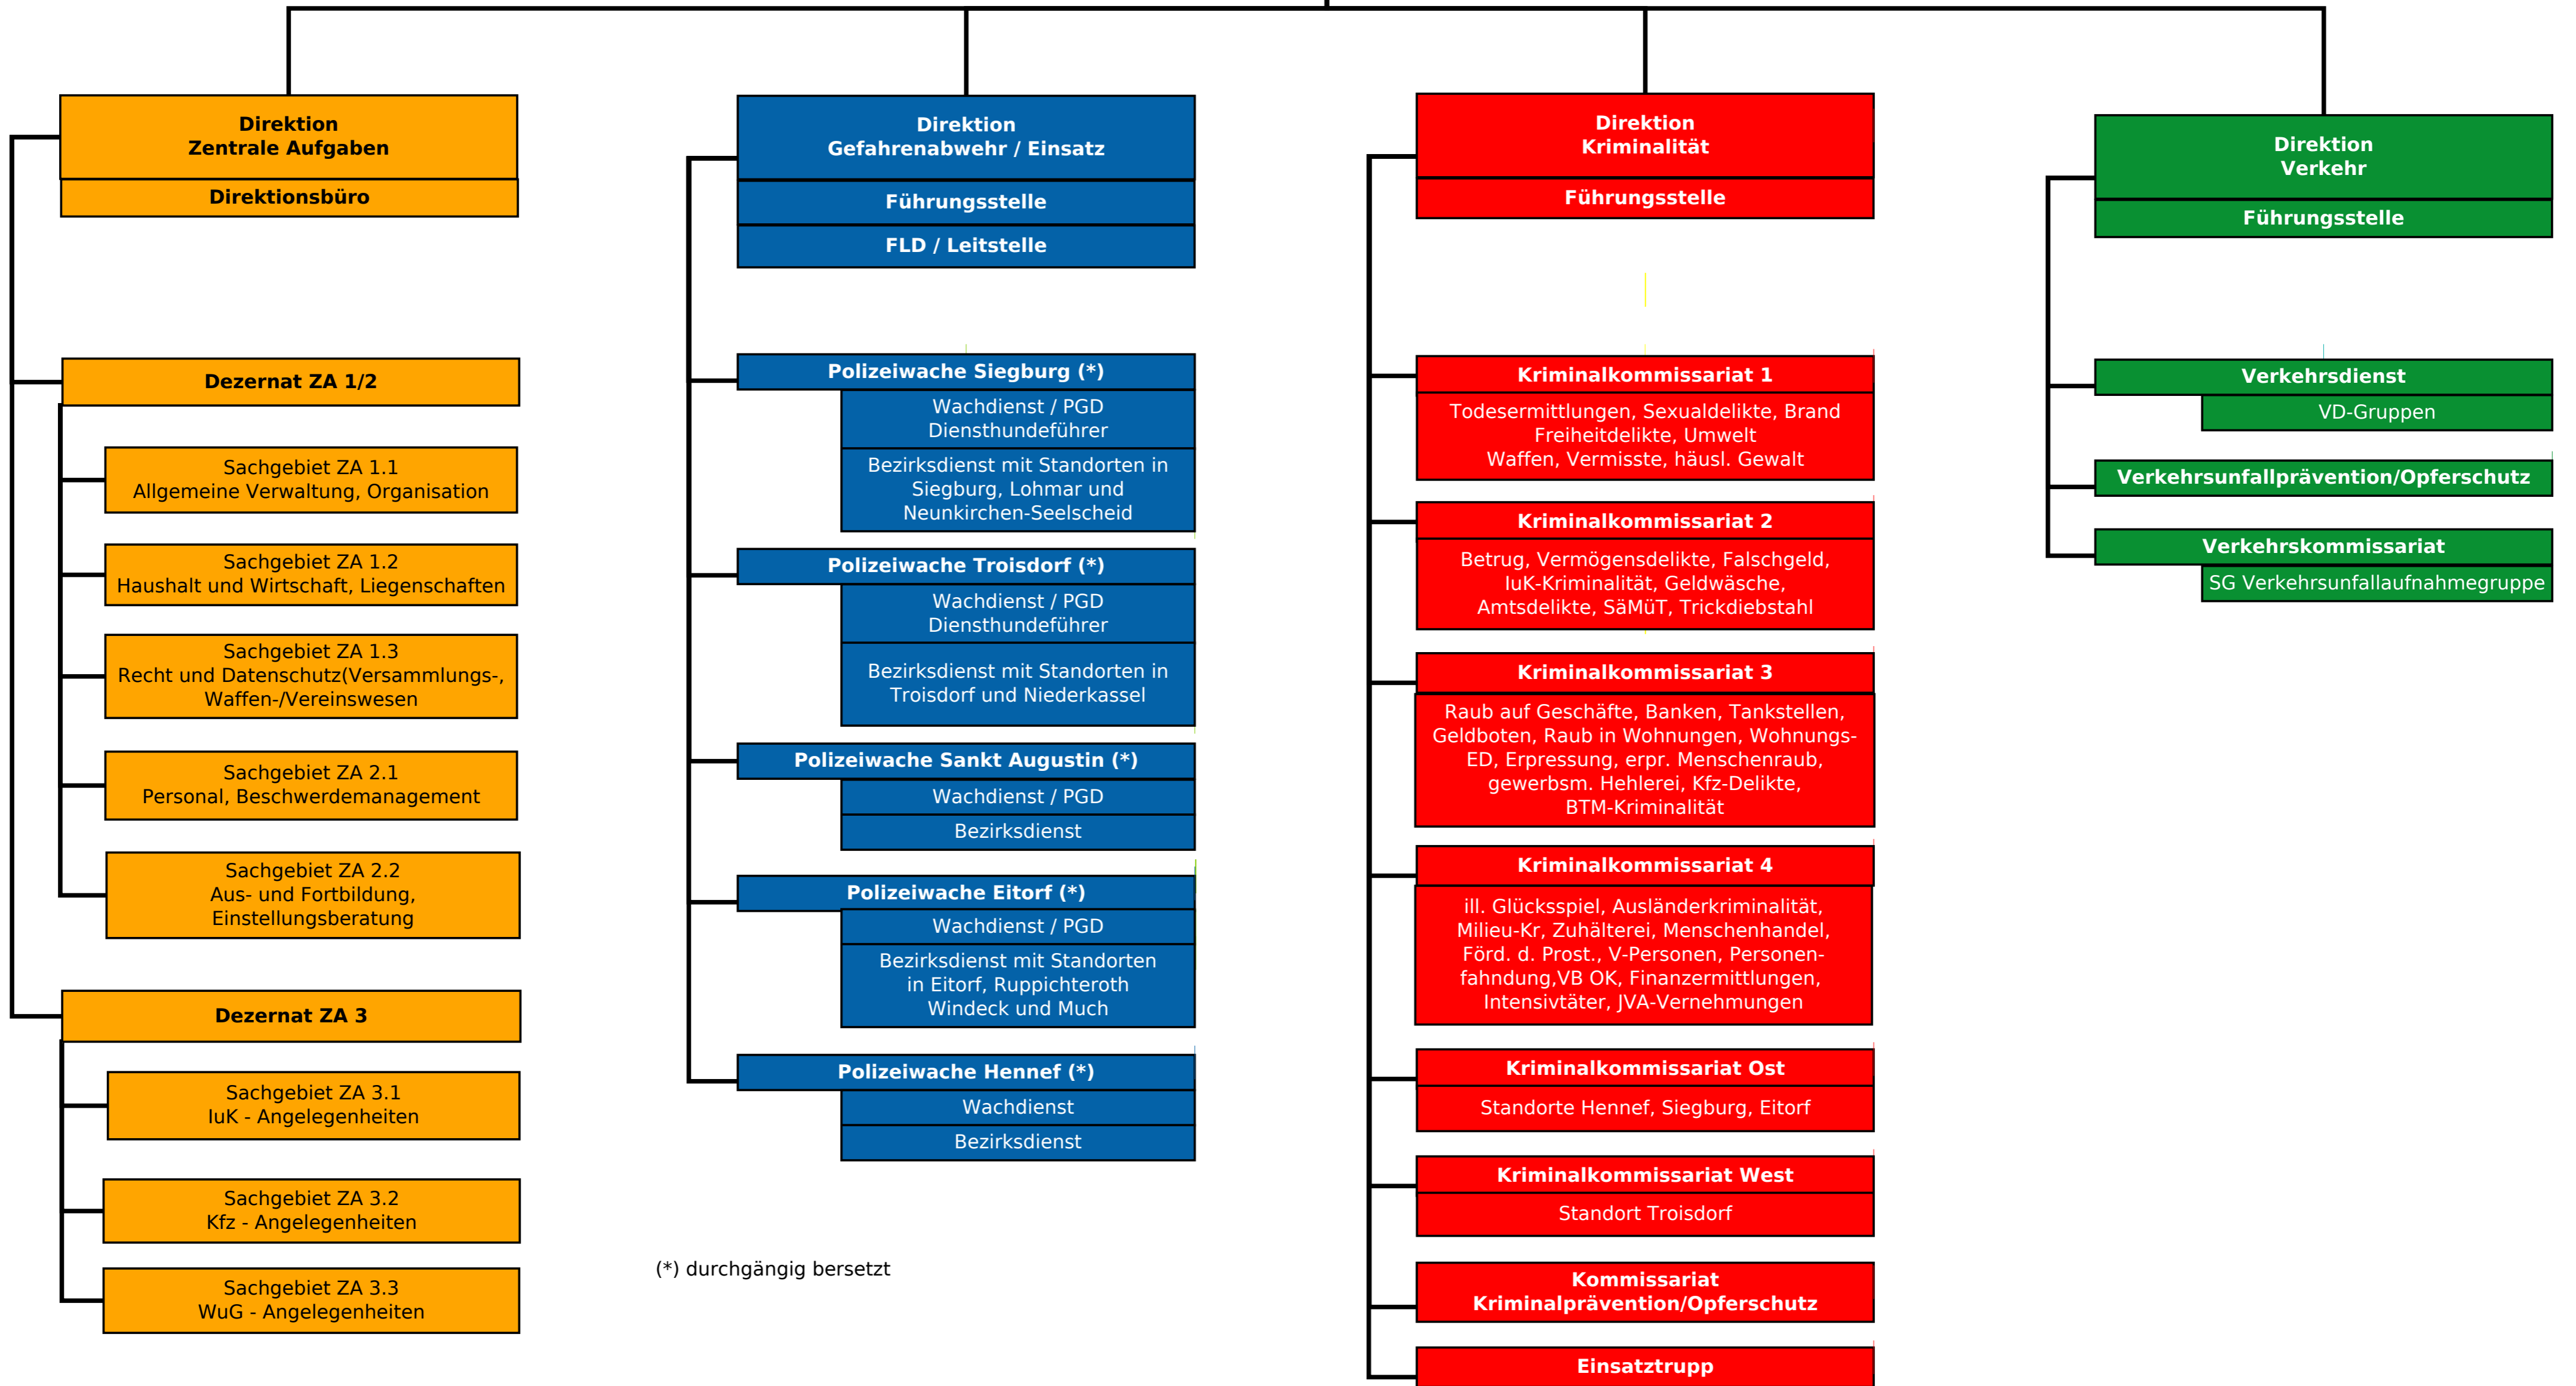 Direktion
Zentrale Aufgaben
Direktionsbüro
Dezernat ZA 1/2
Sachgebiet ZA 1.1
Allgemeine Verwaltung, Organisation
Sachgebiet ZA 1.2
Haushalt und Wirtschaft, Liegenschaften
Sachgebiet ZA 1.3
Recht und Datenschutz(Versammlungs-,
Waffen-/Vereinswesen
Sachgebiet ZA 2.1
Personal, Beschwerdemanagement
Sachgebiet ZA 2.2
Aus- und Fortbildung,
Einstellungsberatung
Dezernat ZA 3
Sachgebiet ZA 3.1
IuK - Angelegenheiten
Sachgebiet ZA 3.2
Kfz - Angelegenheiten
Sachgebiet ZA 3.3
WuG - Angelegenheiten
Direktion
Gefahrenabwehr / Einsatz
Führungsstelle
FLD / Leitstelle
Polizeiwache Siegburg (*)
Wachdienst / PGD
Diensthundeführer
Bezirksdienst mit Standorten in
Siegburg, Lohmar und
Neunkirchen-Seelscheid
Polizeiwache Troisdorf (*)
Wachdienst / PGD
Diensthundeführer
Bezirksdienst mit Standorten in
Troisdorf und Niederkassel
Polizeiwache Sankt Augustin (*)
Wachdienst / PGD
Bezirksdienst
Polizeiwache Eitorf (*)
Wachdienst / PGD
Bezirksdienst mit Standorten
in Eitorf, Ruppichteroth
Windeck und Much
Polizeiwache Hennef (*)
Wachdienst
Bezirksdienst
(*) durchgängig bersetzt
Direktion
Kriminalität
Führungsstelle
Kriminalkommissariat 1
Todesermittlungen, Sexualdelikte, Brand
Freiheitdelikte, Umwelt
Waffen, Vermisste, häusl. Gewalt
Kriminalkommissariat 2
Betrug, Vermögensdelikte, Falschgeld,
IuK-Kriminalität, Geldwäsche,
Amtsdelikte, SäMüT, Trickdiebstahl
Kriminalkommissariat 3
Raub auf Geschäfte, Banken, Tankstellen,
Geldboten, Raub in Wohnungen, Wohnungs-
ED, Erpressung, erpr. Menschenraub,
gewerbsm. Hehlerei, Kfz-Delikte,
BTM-Kriminalität
Kriminalkommissariat 4
ill. Glücksspiel, Ausländerkriminalität,
Milieu-Kr, Zuhälterei, Menschenhandel,
Förd. d. Prost., V-Personen, Personen-
fahndung,VB OK, Finanzermittlungen,
Intensivtäter, JVA-Vernehmungen
Kriminalkommissariat Ost
Standorte Hennef, Siegburg, Eitorf
Kriminalkommissariat West
Standort Troisdorf
Kommissariat
Kriminalprävention/Opferschutz
Einsatztrupp
Direktion
Verkehr
Führungsstelle
Verkehrsdienst
VD-Gruppen
Verkehrsunfallprävention/Opferschutz
Verkehrskommissariat
SG Verkehrsunfallaufnahmegruppe